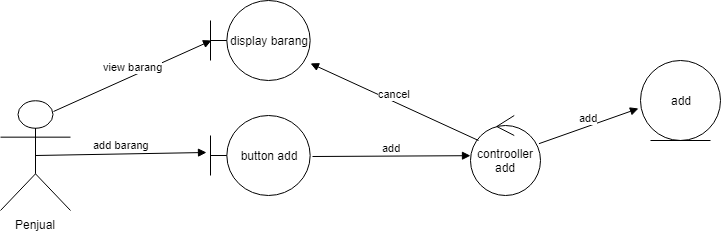 display barang
view barang
cancel
add
add
add barang
button add
add
controoller
add
Penjual